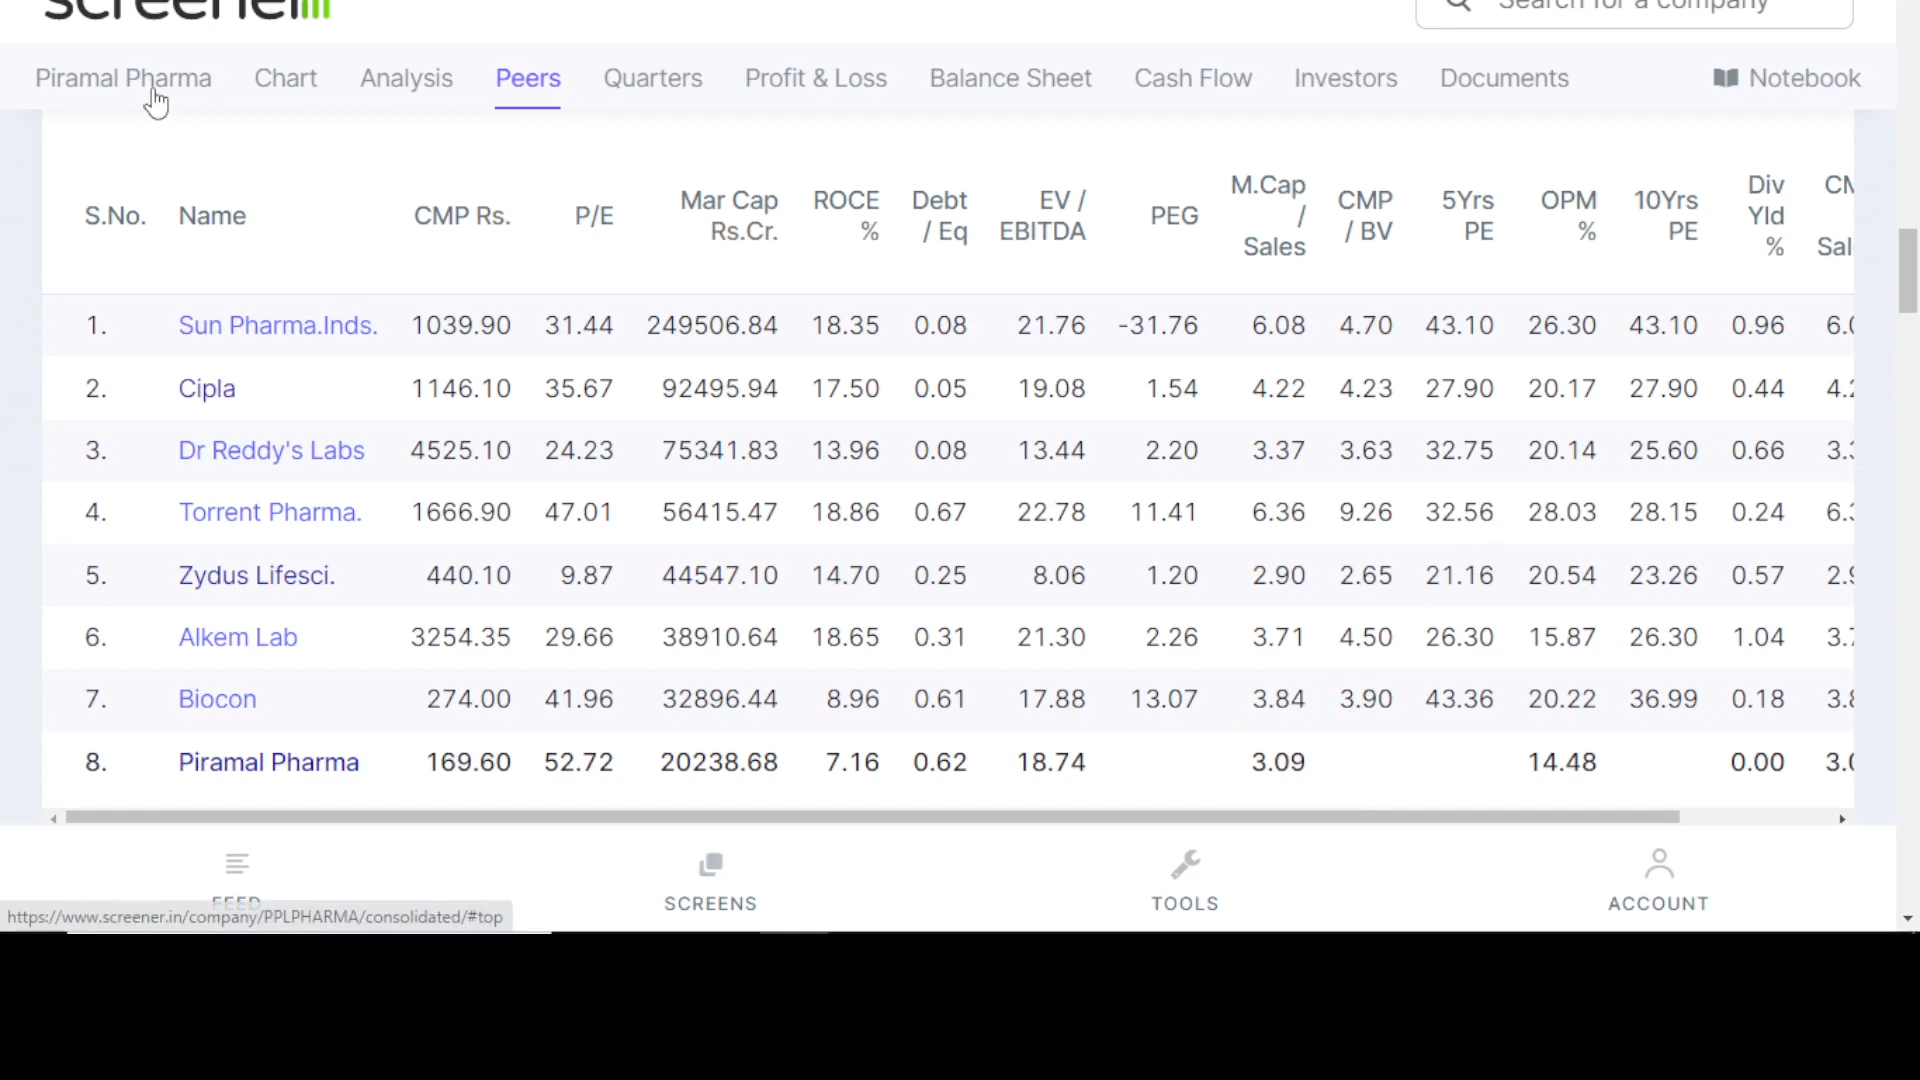 screener
Search for a company
Piramal Pharma Chart Analysis Peers Quarters Profit & Loss Balance Sheet Cash Flow Investors Documents Notebook
S.No. Name CMP Rs. P/E Mar Cap Rs.Cr. ROCE % Debt / Eq EV / EBITDA PEG M.Cap / Sales CMP / BV 5Yrs PE OPM % 10Yrs PE Div Yld %
1. Sun Pharma.Inds. 1039.90 31.44 249506.84 18.35 0.08 21.76 -31.76 6.08 4.70 43.10 26.30 43.10 0.96
2. Cipla 1146.10 35.67 92495.94 17.50 0.05 19.08 1.54 4.22 4.23 27.90 20.17 27.90 0.44
3. Dr Reddy's Labs 4525.10 24.23 75341.83 13.96 0.08 13.44 2.20 3.37 3.63 32.75 20.14 25.60 0.66
4. Torrent Pharma. 1666.90 47.01 56415.47 18.86 0.67 22.78 11.41 6.36 9.26 32.56 28.03 28.15 0.24
5. Zydus Lifesci. 440.10 9.87 44547.10 14.70 0.25 8.06 1.20 2.90 2.65 21.16 20.54 23.26 0.57
6. Alkem Lab 3254.35 29.66 38910.64 18.65 0.31 21.30 2.26 3.71 4.50 26.30 15.87 26.30 1.04
7. Biocon 274.00 41.96 32896.44 8.96 0.61 17.88 13.07 3.84 3.90 43.36 20.22 36.99 0.18
8. Piramal Pharma 169.60 52.72 20238.68 7.16 0.62 18.74 3.09 14.48 0.00
FEED SCREENS TOOLS ACCOUNT
https://www.screener.in/company/PPLPHARMA/consolidated/#top